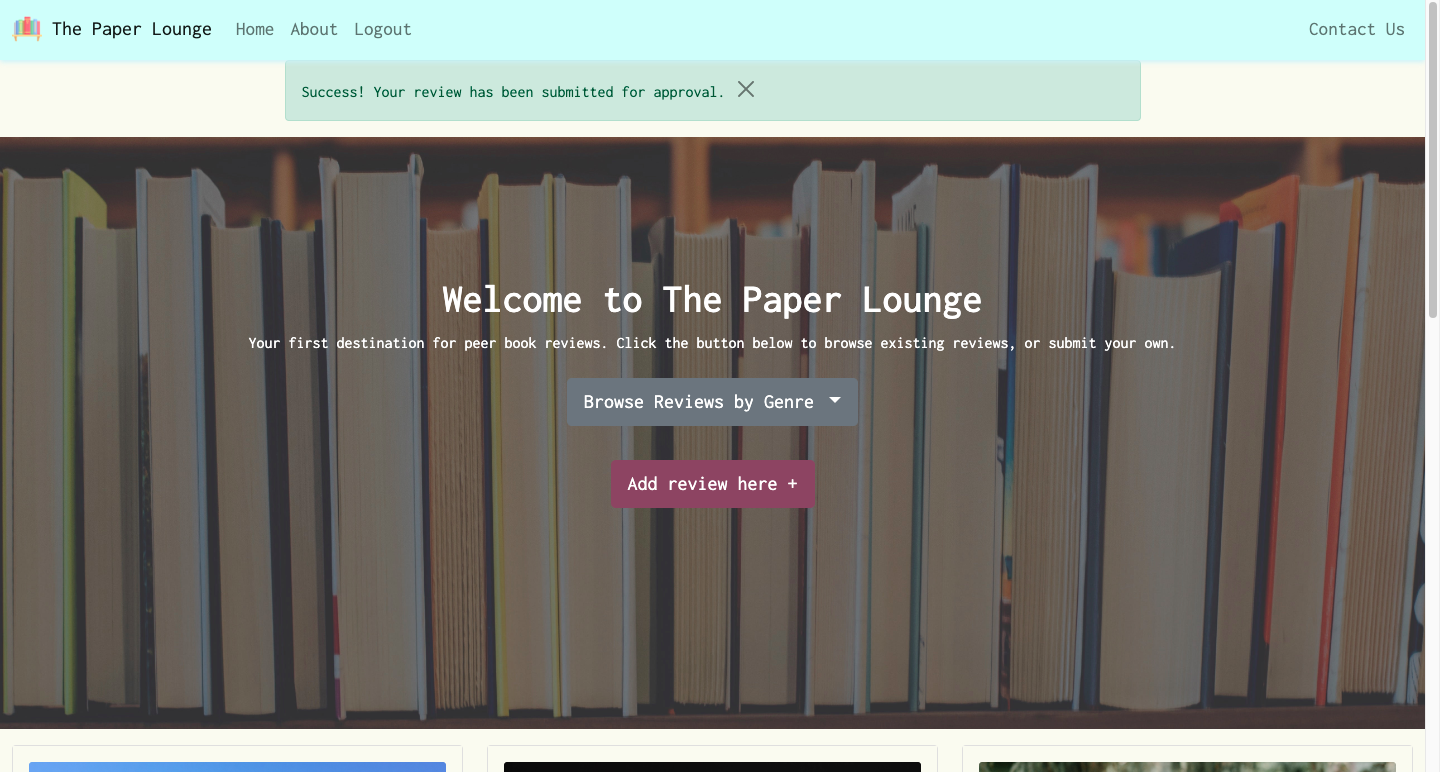 The Paper Lounge Home About Logout Contact Us
Success! Your review has been submitted for approval.
Welcome to The Paper Lounge
Your first destination for peer book reviews. Click the button below to browse existing reviews, or submit your own.
Browse Reviews by Genre
Add review here +